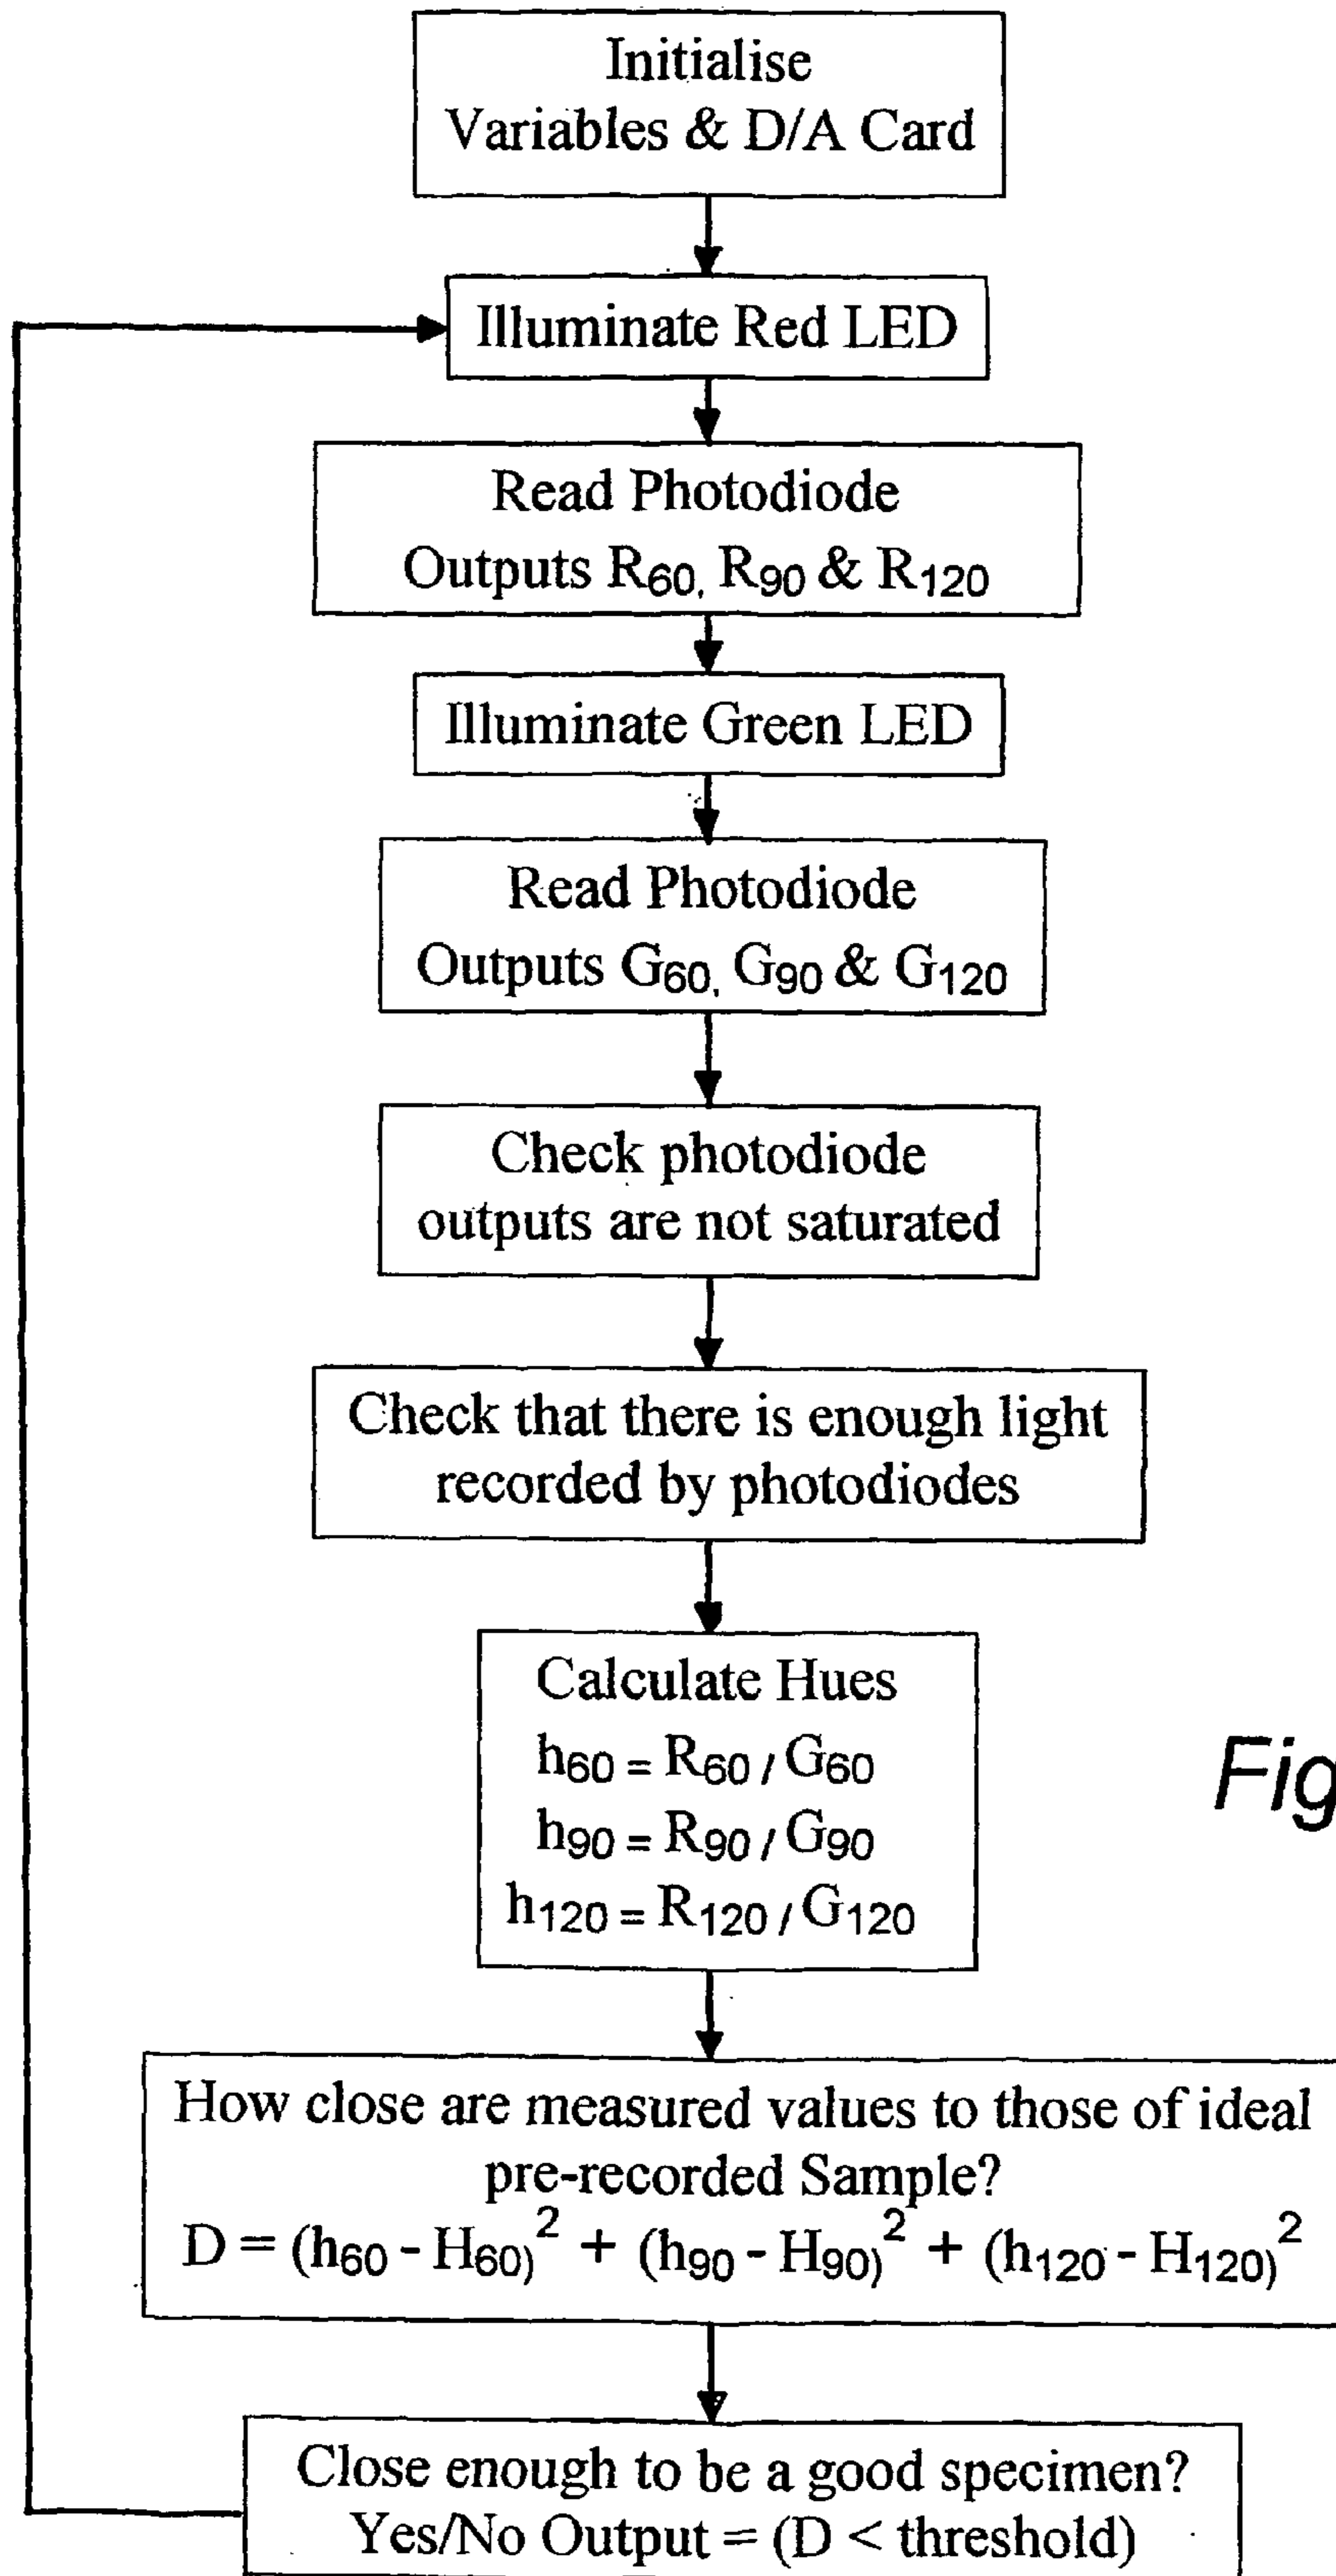 Initialise
Variables & D/A Card
Illuminate Red LED
Read Photodiode
Outputs R60, R90 & R120
Illuminate Green LED
Read Photodiode
Outputs G60, G90 & G120
Check photodiode
outputs are not saturated
Check that there is enough light
recorded by photodiodes
Calculate Hues
h60 = R60 / G60
h90 = R90 / G90
h120 = R120 / G120
Fig
How close are measured values to those of ideal
pre-recorded Sample?
D = (h60 - H60)² + (h90 - H90)² + (h120 - H120)²
Close enough to be a good specimen?
Yes/No Output = (D < threshold)